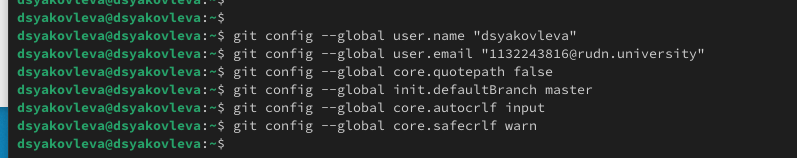 dsyakovleva@dsyakovleva:~$
dsyakovleva@dsyakovleva:~$
dsyakovleva@dsyakovleva:~$ git config --global user.name "dsyakovleva"
dsyakovleva@dsyakovleva:~$ git config --global user.email "1132243816@rudn.university"
dsyakovleva@dsyakovleva:~$ git config --global core.quotepath false
dsyakovleva@dsyakovleva:~$ git config --global init.defaultBranch master
dsyakovleva@dsyakovleva:~$ git config --global core.autocrlf input
dsyakovleva@dsyakovleva:~$ git config --global core.safecrlf warn
dsyakovleva@dsyakovleva:~$